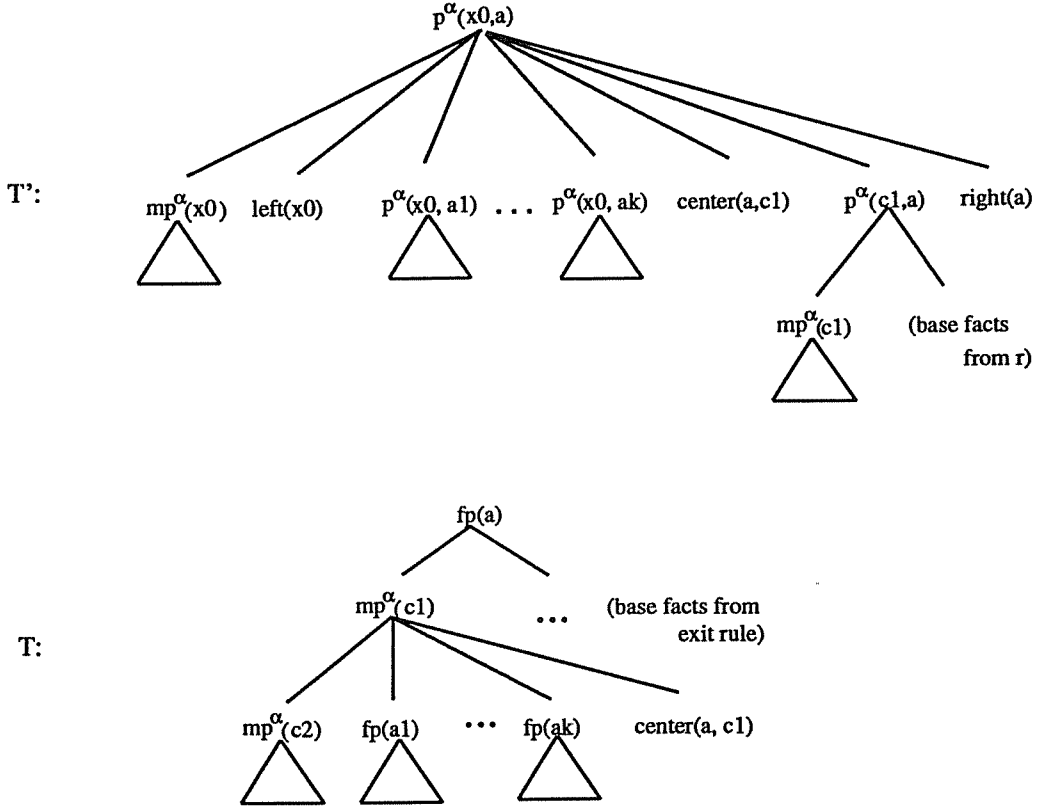 p^α(x0,a)
T':
mp^α(x0) left(x0) p^α(x0, a1) ... p^α(x0, ak) center(a,c1) p^α(c1,a) right(a)
mp^α(c1) (base facts
from r)
fp(a)
T:
mp^α(c1) ... (base facts from
exit rule)
mp^α(c2) fp(a1) ... fp(ak) center(a, c1)